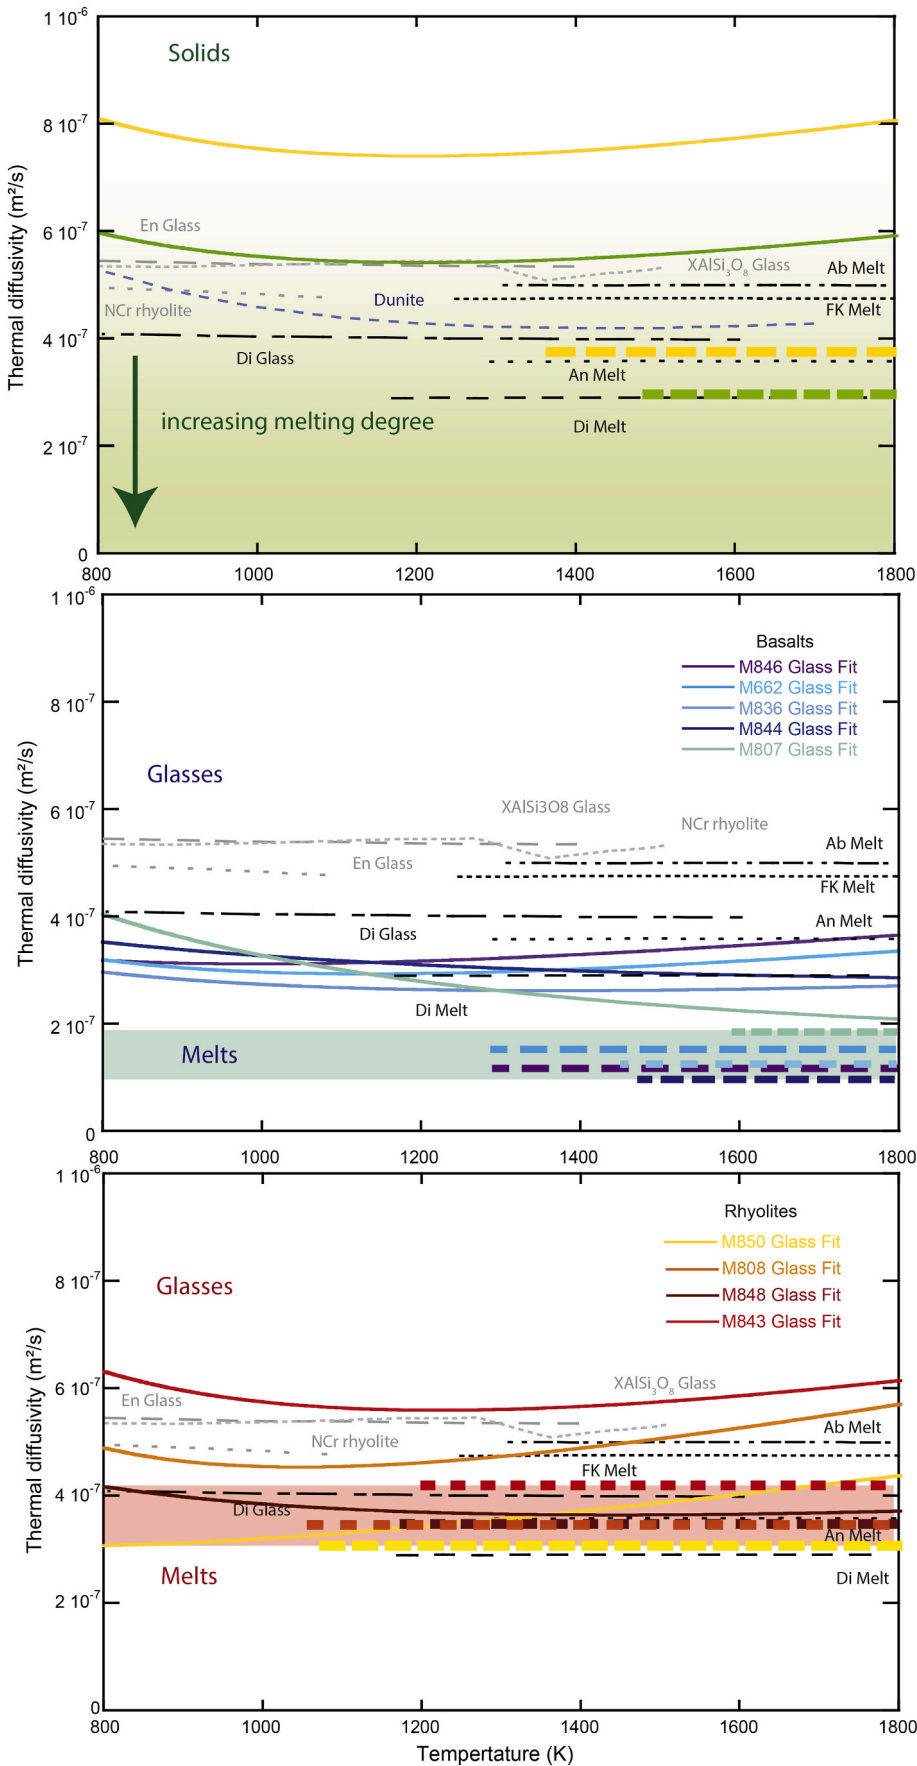 1 10⁻⁶
Solids
8 10⁻⁷
Thermal diffusivity (m²/s)
En Glass
6 10⁻⁷
XAlSi₃O₈ Glass
Ab Melt
NCr rhyolite
Dunite
FK Melt
4 10⁻⁷
Di Glass
An Melt
increasing melting degree
Di Melt
2 10⁻⁷
0
800 1000 1200 1400 1600 1800
1 10⁻⁶
Basalts
M846 Glass Fit
M662 Glass Fit
8 10⁻⁷
M836 Glass Fit
M844 Glass Fit
M807 Glass Fit
Thermal diffusivity (m²/s)
Glasses
6 10⁻⁷
XAlSi3O8 Glass
NCr rhyolite
Ab Melt
En Glass
FK Melt
4 10⁻⁷
An Melt
Di Glass
Di Melt
2 10⁻⁷
Melts
0
800 1000 1200 1400 1600 1800
1 10⁻⁶
Rhyolites
M850 Glass Fit
M808 Glass Fit
8 10⁻⁷
Glasses
M848 Glass Fit
M843 Glass Fit
Thermal diffusivity (m²/s)
6 10⁻⁷
XAlSi₃O₈ Glass
En Glass
Ab Melt
NCr rhyolite
FK Melt
4 10⁻⁷
Di Glass
An Melt
Melts
Di Melt
2 10⁻⁷
0
800 1000 1200 1400 1600 1800
Tempertature (K)